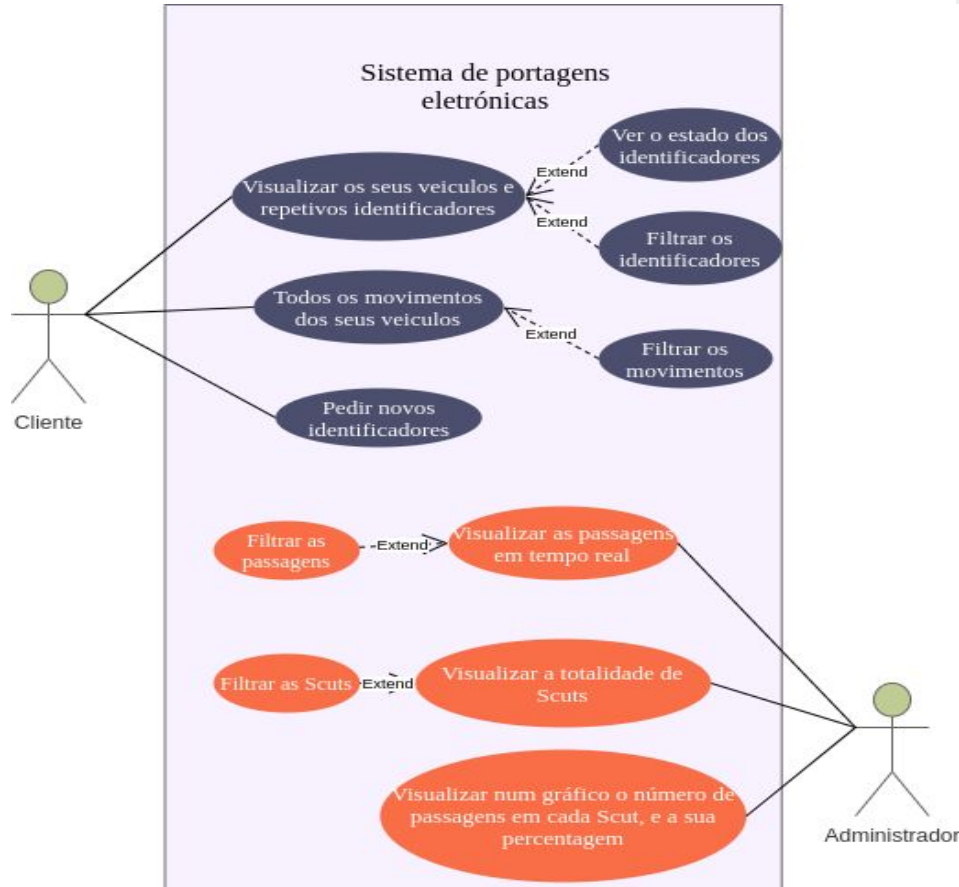 Sistema de portagens
eletrónicas
Ver o estado dos
identificadores
Extend
Visualizar os seus veiculos e
repetivos identificadores
Extend
Filtrar os
identificadores
Todos os movimentos
dos seus veiculos
Extend
Filtrar os
movimentos
Cliente
Pedir novos
identificadores
Filtrar as
passagens
Extend
Visualizar as passagens
em tempo real
Filtrar as Scuts
Extend
Visualizar a totalidade de
Scuts
Visualizar num gráfico o número de
passagens em cada Scut, e a sua
percentagem
Administrador